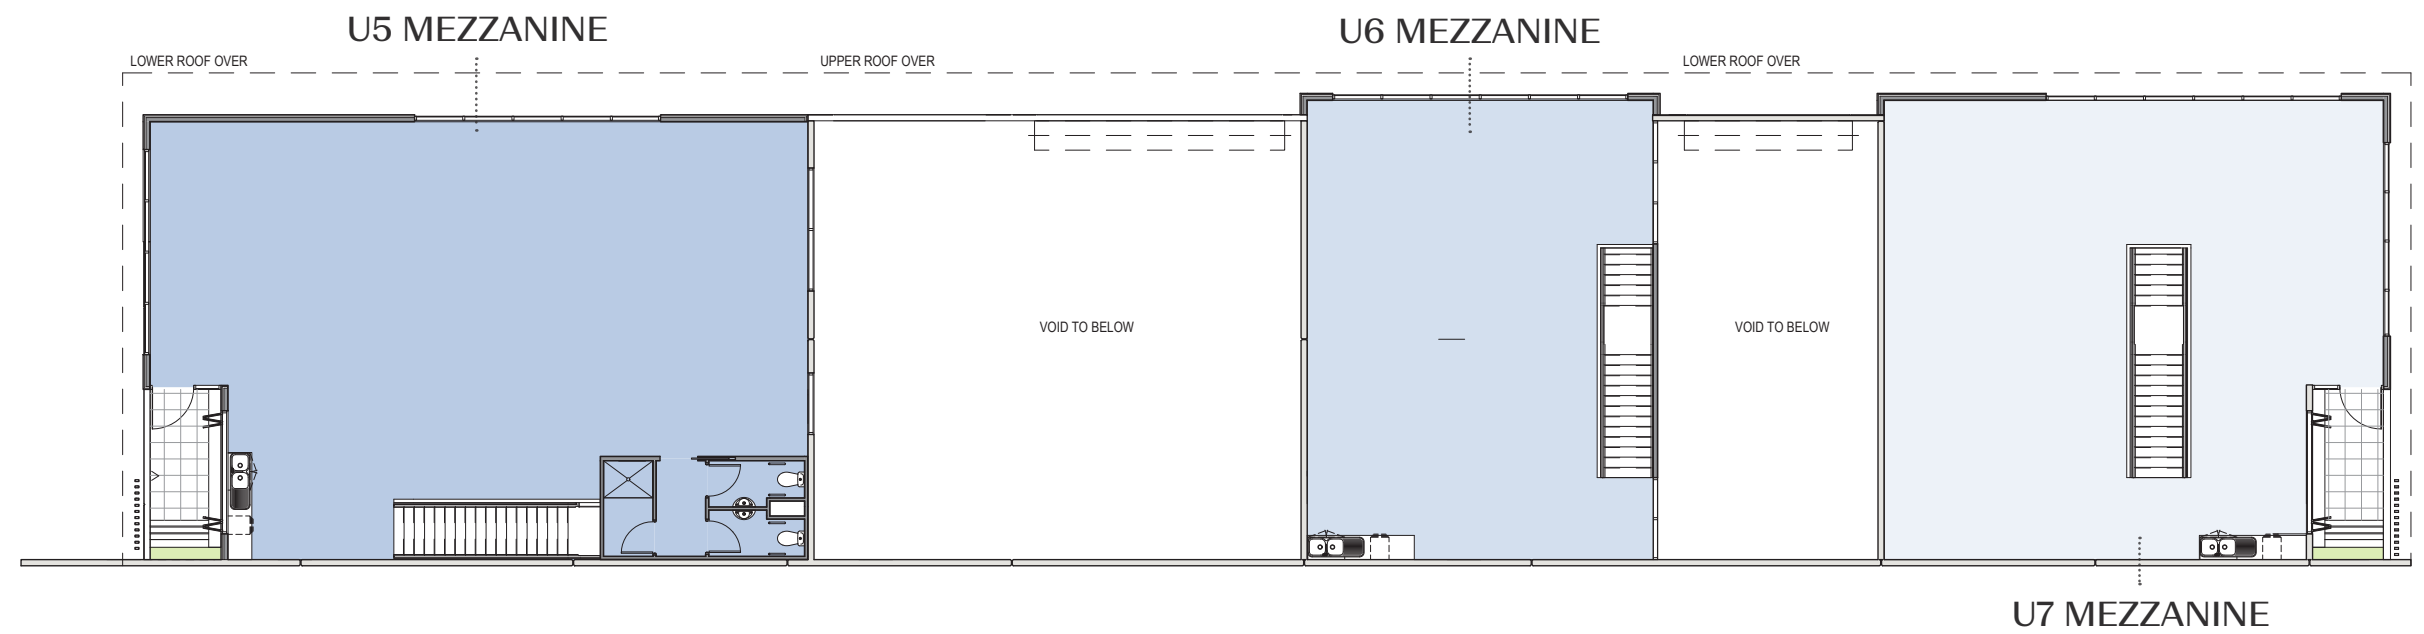 U5 MEZZANINE
U6 MEZZANINE
LOWER ROOF OVER
UPPER ROOF OVER
LOWER ROOF OVER
VOID TO BELOW
VOID TO BELOW
U7 MEZZANINE